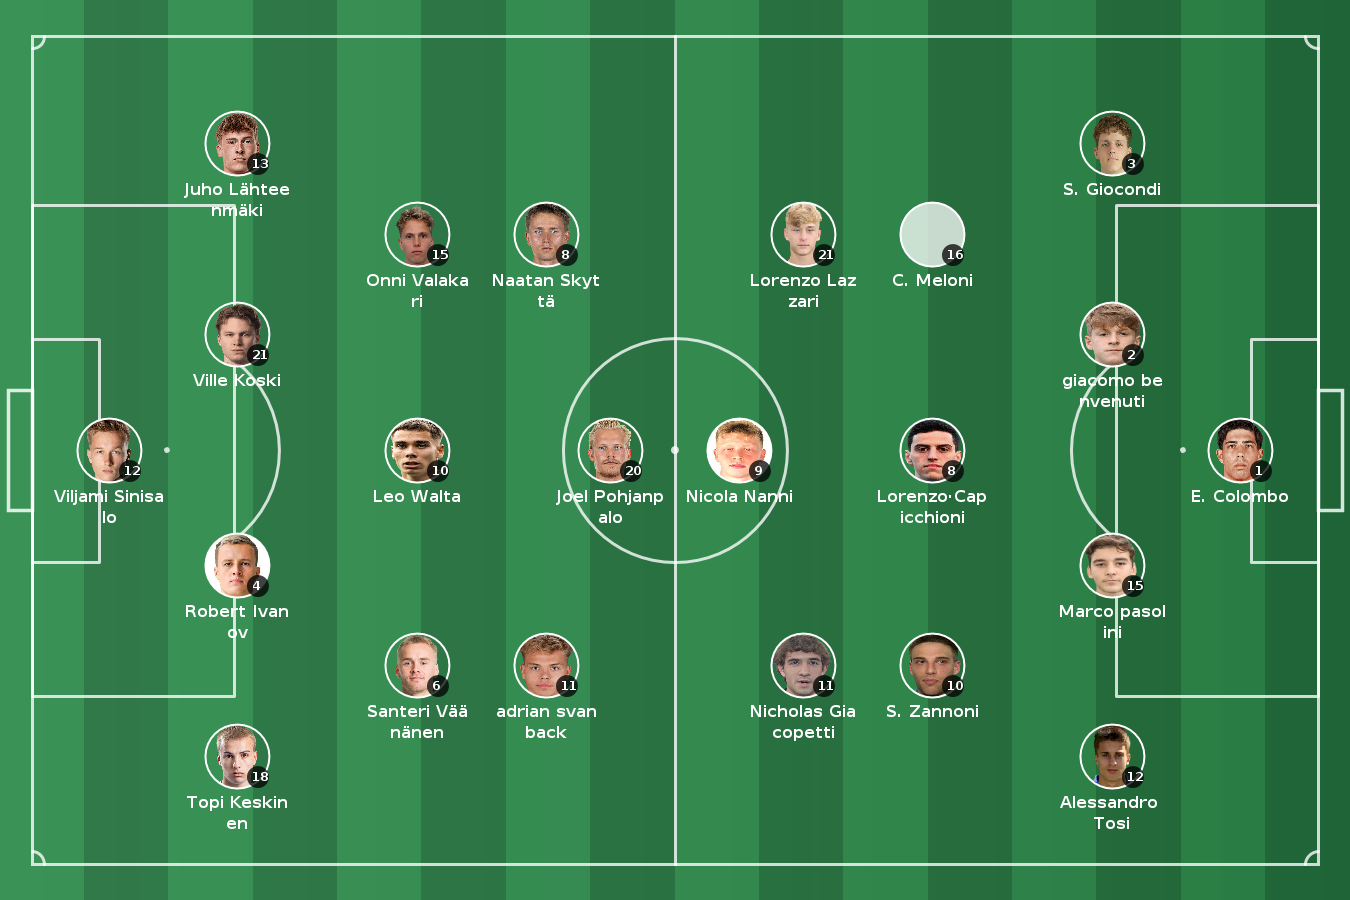 13
Juho Lähtee
nmäki
3
S. Giocondi
15
Onni Valaka
ri
8
Naatan Skyt
tä
21
Lorenzo Laz
zari
16
C. Meloni
21
Ville Koski
2
giacomo be
nvenuti
12
Viljami Sinisa
lo
10
Leo Walta
20
Joel Pohjanp
alo
9
Nicola Nanni
8
Lorenzo·Cap
icchioni
1
E. Colombo
4
Robert Ivan
ov
15
Marco pasol
ini
6
Santeri Vää
nänen
11
adrian svan
back
11
Nicholas Gia
copetti
10
S. Zannoni
18
Topi Keskin
en
12
Alessandro
Tosi